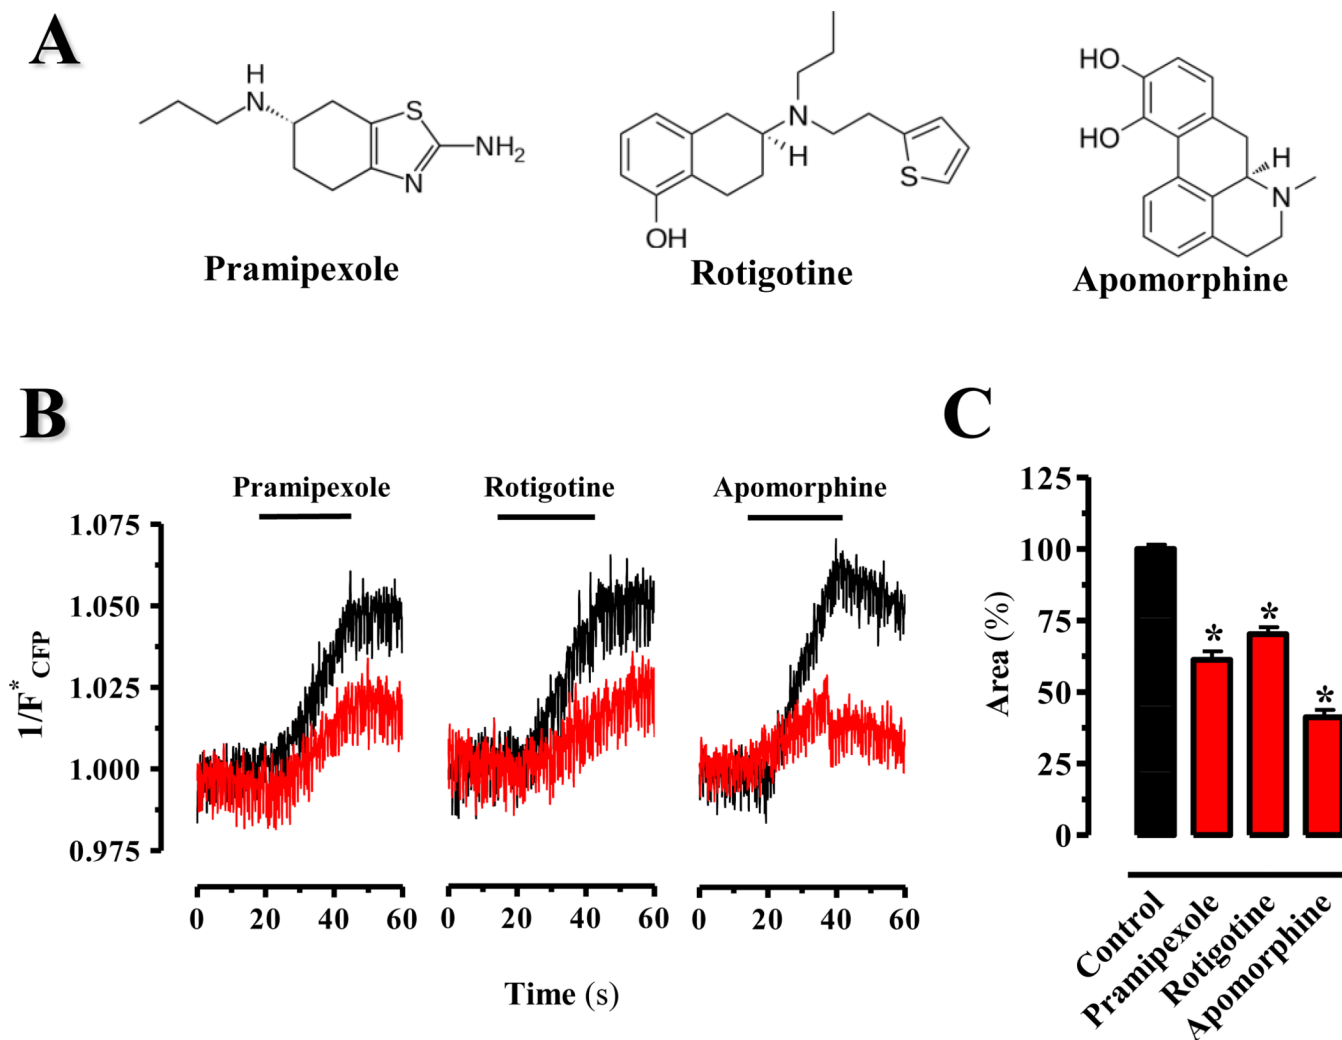 A
H
N
S
N
NH2
Pramipexole
N
H
S
OH
Rotigotine
HO
HO
H
N
Apomorphine
B
Pramipexole
Rotigotine
Apomorphine
1.075
1.050
1.025
1.000
0.975
1/F*CFP
0 20 40 60
0 20 40 60
0 20 40 60
Time (s)
C
125
100
75
50
25
0
Area (%)
* * *
Control
Pramipexole
Rotigotine
Apomorphine